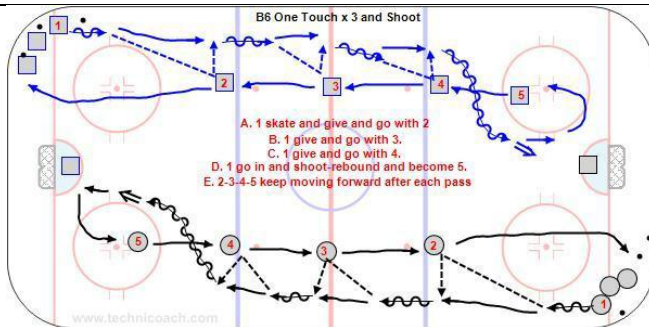 B6 One Touch x 3 and Shoot
1
2
3
4
5
A. 1 skate and give and go with 2
B. 1 give and go with 3.
C. 1 give and go with 4.
D. 1 go in and shoot-rebound and become 5.
E. 2-3-4-5 keep moving forward after each pass
5
4
3
2
1
www.technicoach.com